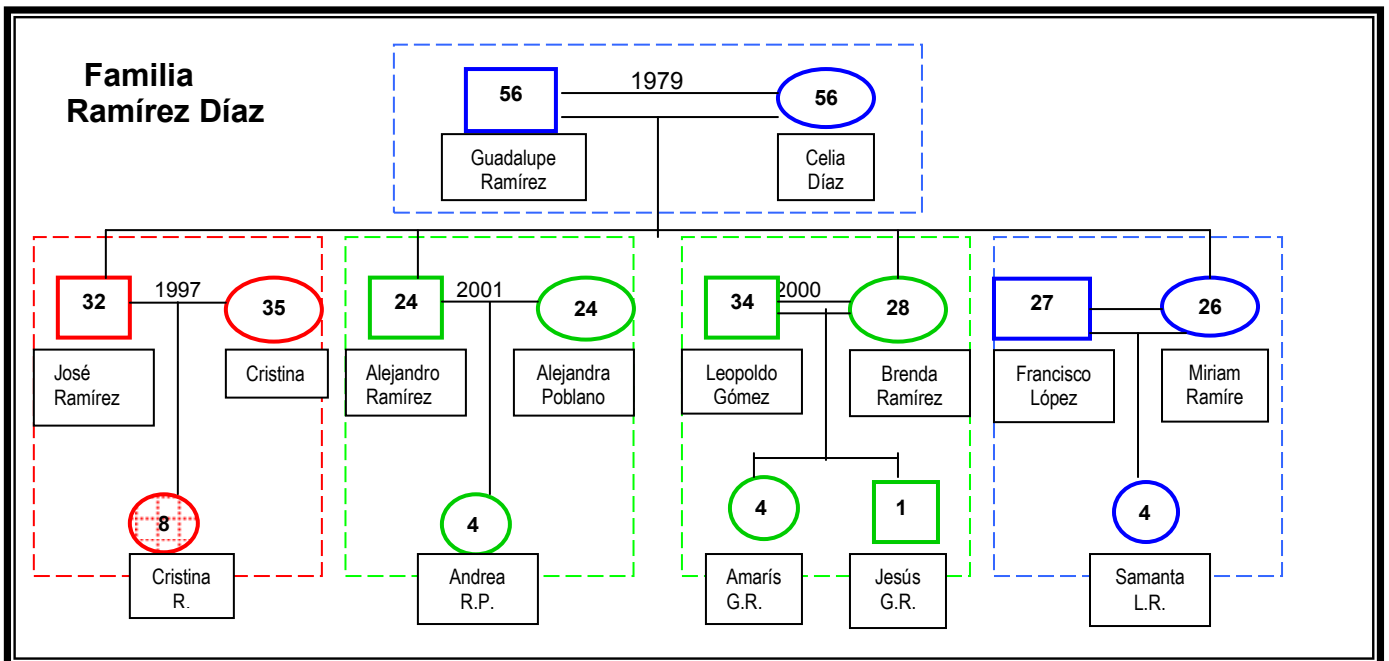 Familia
Ramírez Díaz
56
1979
56
Guadalupe
Ramírez
Celia
Díaz
32
1997
35
24
2001
24
34
2000
28
27
26
José
Ramírez
Cristina
Alejandro
Ramírez
Alejandra
Poblano
Leopoldo
Gómez
Brenda
Ramírez
Francisco
López
Miriam
Ramíre
8
4
4
1
4
Cristina
R.
Andrea
R.P.
Amarís
G.R.
Jesús
G.R.
Samanta
L.R.